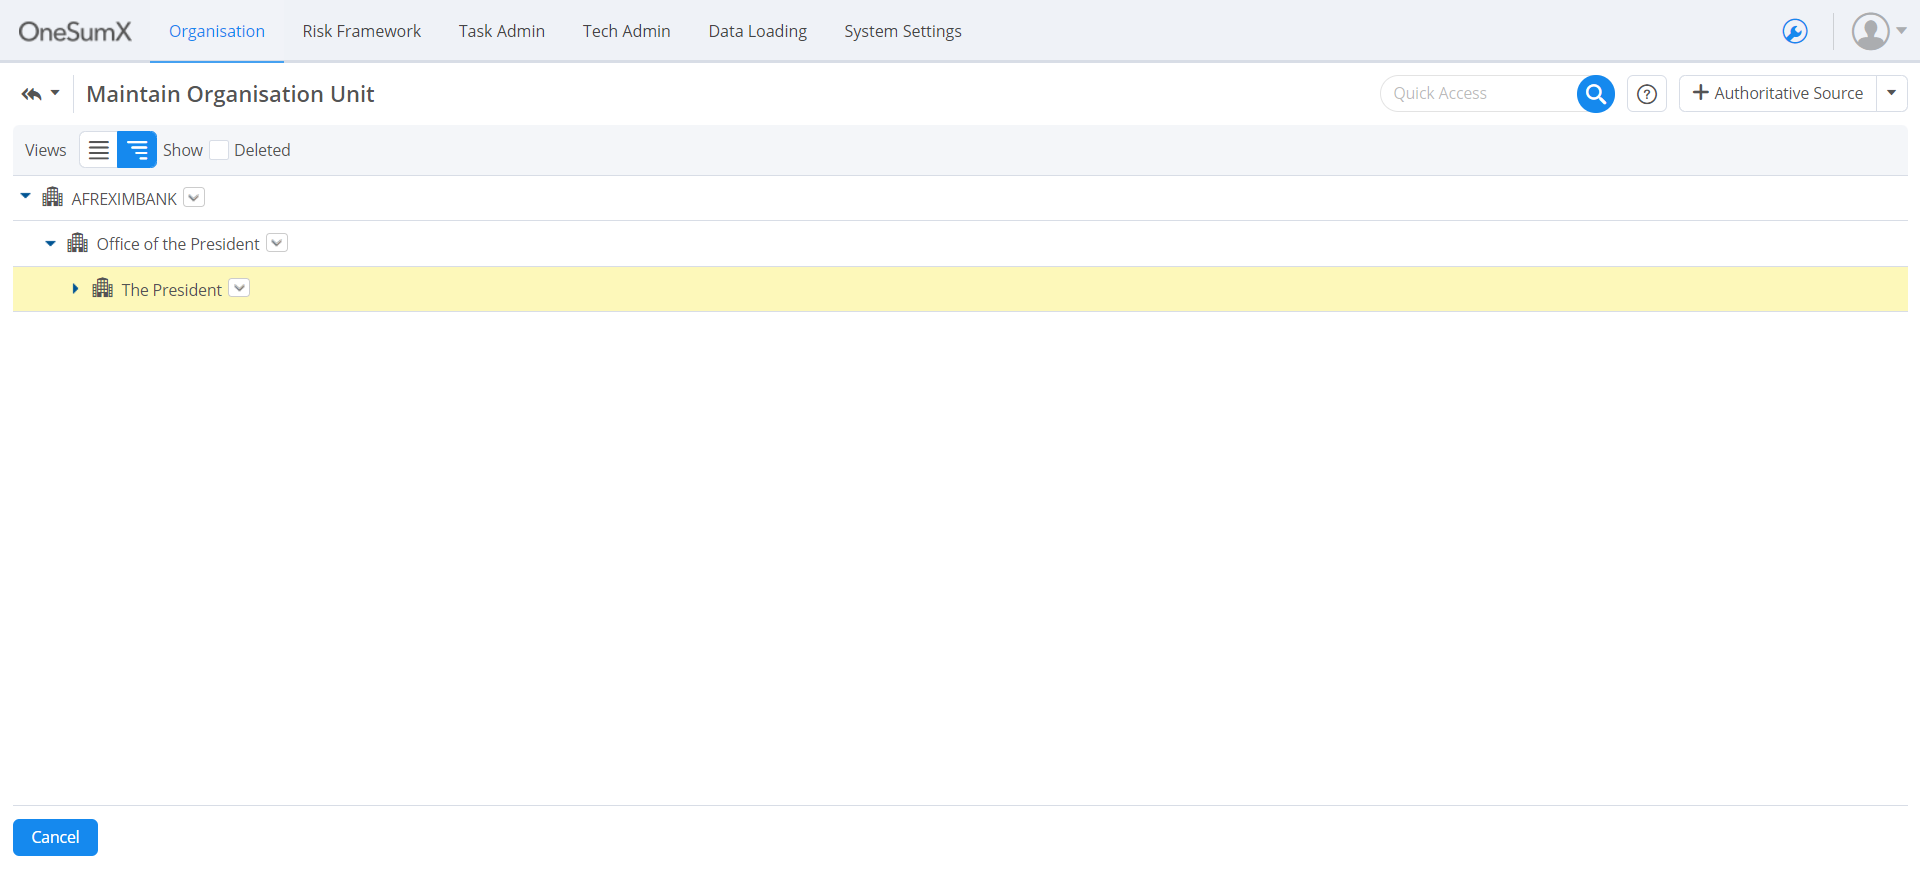 OneSumX Organisation Risk Framework Task Admin Tech Admin Data Loading System Settings
Maintain Organisation Unit Quick Access ? + Authoritative Source
Views Show Deleted
AFREXIMBANK
Office of the President
The President
Cancel